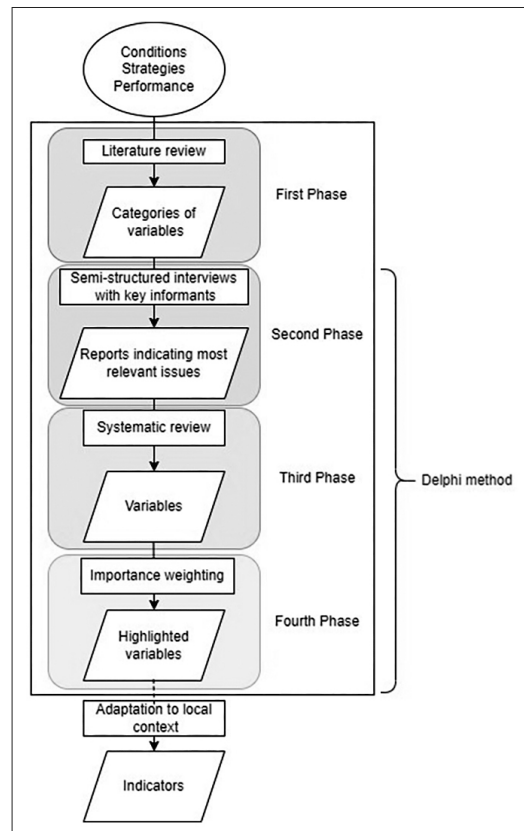 Conditions
Strategies
Performance
Literature review
First Phase
Categories of
variables
Semi-structured interviews
with key informants
Second Phase
Reports indicating most
relevant issues
Systematic review
Third Phase
Variables
Delphi method
Importance weighting
Fourth Phase
Highlighted
variables
Adaptation to local
context
Indicators